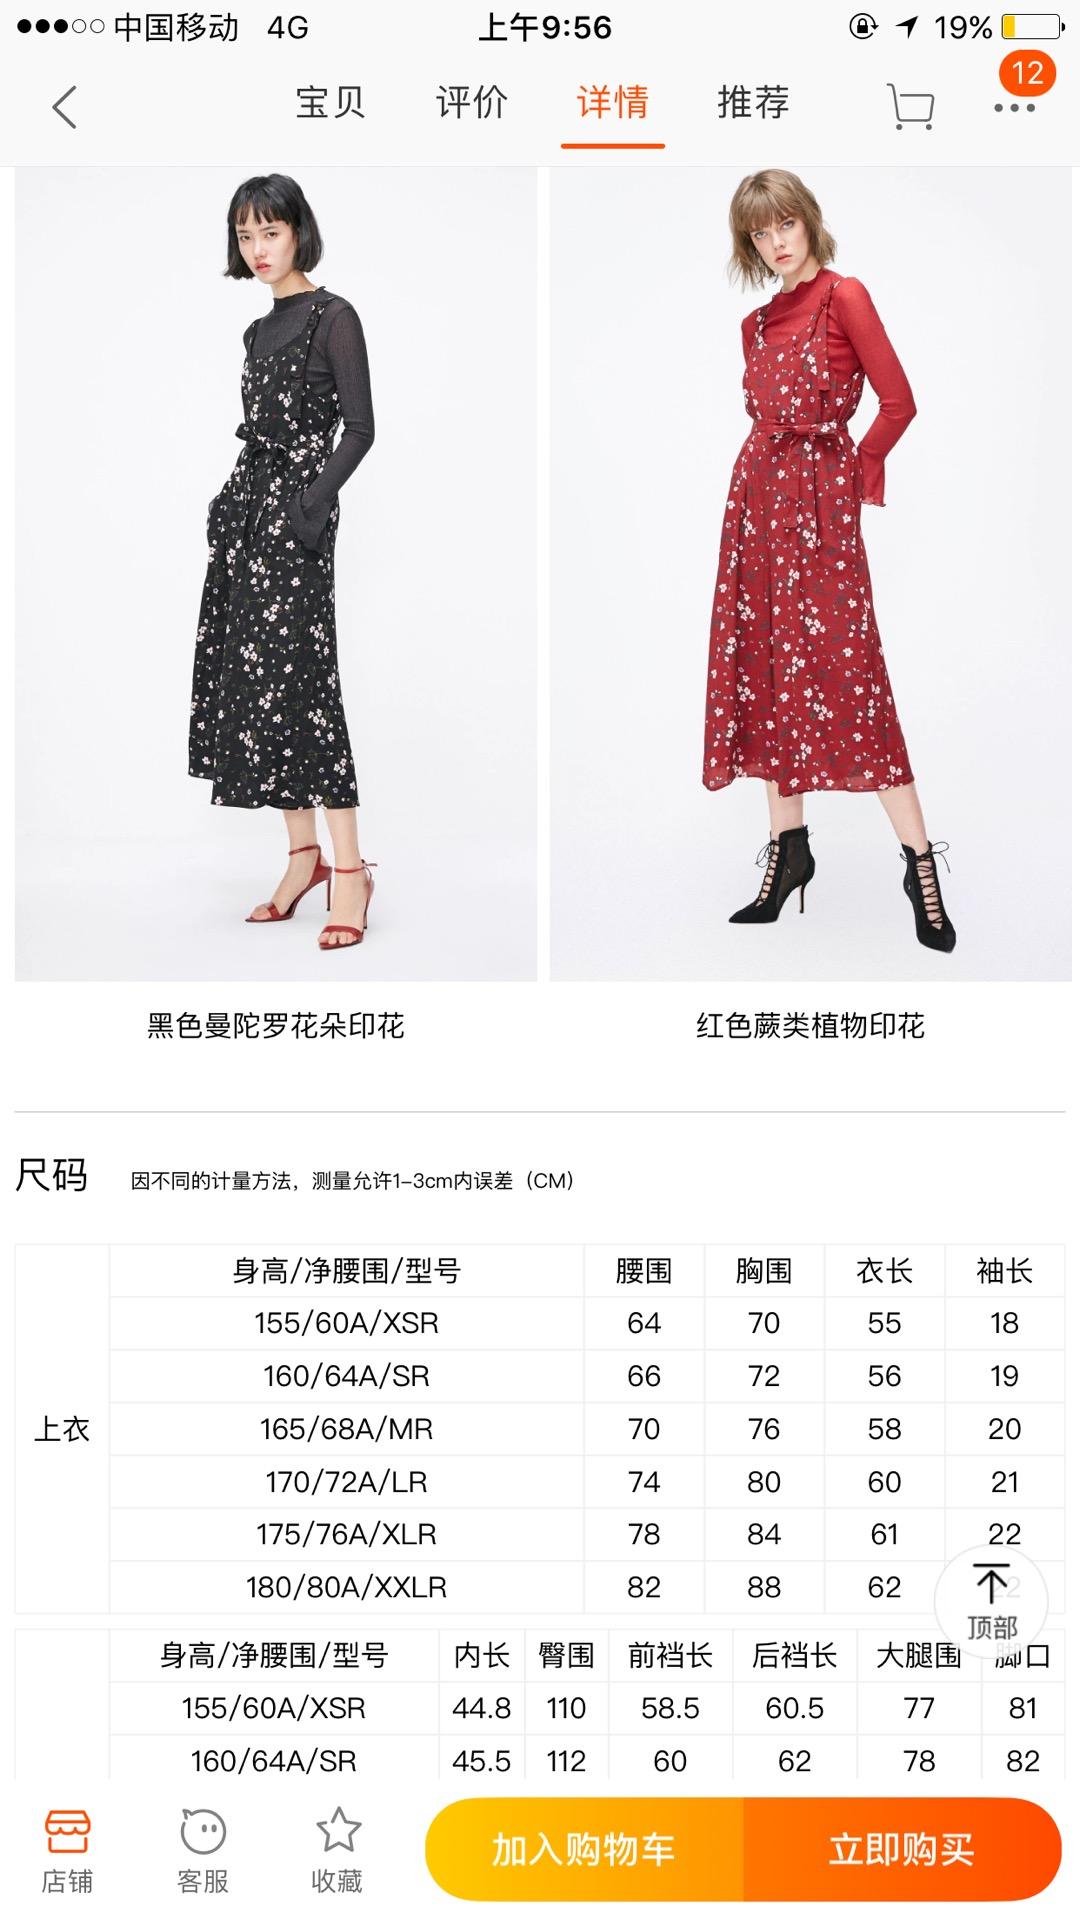 中国移动 4G 上午9:56 19%
12
宝贝 评价 详情 推荐
黑色曼陀罗花朵印花 红色蕨类植物印花
尺码 因不同的计量方法，测量允许1-3cm内误差（CM）
身高/净腰围/型号 腰围 胸围 衣长 袖长
155/60A/XSR 64 70 55 18
160/64A/SR 66 72 56 19
上衣 165/68A/MR 70 76 58 20
170/72A/LR 74 80 60 21
175/76A/XLR 78 84 61 22
180/80A/XXLR 82 88 62 22
顶部
身高/净腰围/型号 内长 臀围 前裆长 后裆长 大腿围 脚口
155/60A/XSR 44.8 110 58.5 60.5 77 81
160/64A/SR 45.5 112 60 62 78 82
店铺 客服 收藏 加入购物车 立即购买